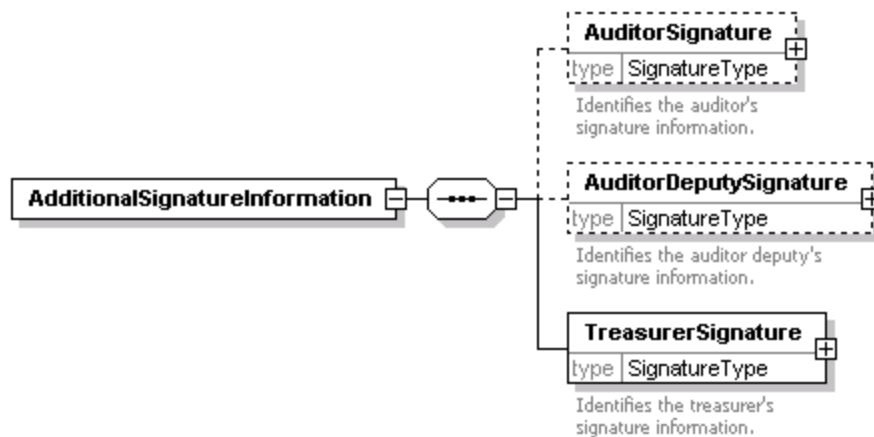 AuditorSignature
type SignatureType
Identifies the auditor's
signature information.
AdditionalSignatureInformation
AuditorDeputySignature
type SignatureType
Identifies the auditor deputy's
signature information.
TreasurerSignature
type SignatureType
Identifies the treasurer's
signature information.